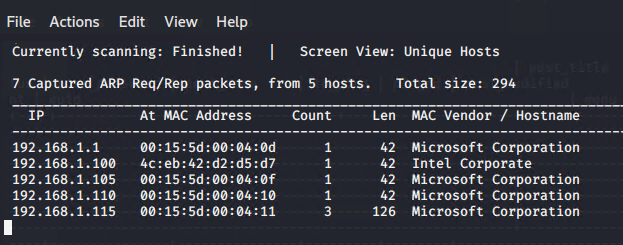 File Actions Edit View Help
Currently scanning: Finished! | Screen View: Unique Hosts
7 Captured ARP Req/Rep packets, from 5 hosts. Total size: 294
IP At MAC Address Count Len MAC Vendor / Hostname
192.168.1.1 00:15:5d:00:04:0d 1 42 Microsoft Corporation
192.168.1.100 4c:eb:42:d2:d5:d7 1 42 Intel Corporate
192.168.1.105 00:15:5d:00:04:0f 1 42 Microsoft Corporation
192.168.1.110 00:15:5d:00:04:10 1 42 Microsoft Corporation
192.168.1.115 00:15:5d:00:04:11 3 126 Microsoft Corporation